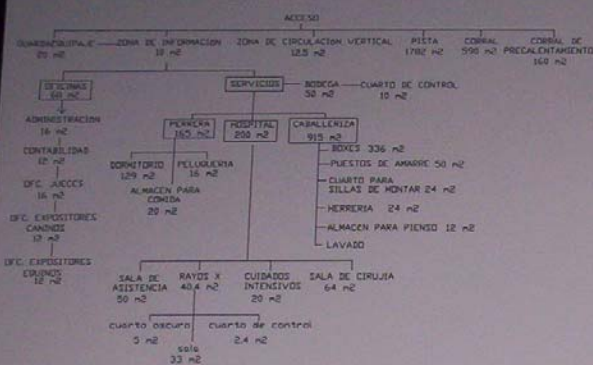 ACCESO
GUARDAEQUIPAJE
20 m2
ZONA DE INFORMACION
10 m2
ZONA DE CIRCULACION VERTICAL
12.5 m2
PISTA
1782 m2
CORRAL
590 m2
CORRAL DE
PRECALENTAMIENTO
160 m2
OFICINAS
60 m2
SERVICIOS
BODEGA
50 m2
CUARTO DE CONTROL
10 m2
ADMINISTRACION
16 m2
CONTABILIDAD
12 m2
OFC. JUECES
16 m2
OFC. EXPOSITORES
CANINOS
12 m2
OFC. EXPOSITORES
EQUINOS
12 m2
PERRERA
165 m2
HOSPITAL
200 m2
CABALLERIZA
915 m2
DORMITORIO
129 m2
PELUQUERIA
16 m2
ALMACEN PARA
COMIDA
20 m2
BOXES 336 m2
PUESTOS DE AMARRE 50 m2
CUARTO PARA
SILLAS DE MONTAR 24 m2
HERRERIA 24 m2
ALMACEN PARA PIENSO 12 m2
LAVADO
SALA DE
ASISTENCIA
50 m2
RAYOS X
40.4 m2
CUIDADOS
INTENSIVOS
20 m2
SALA DE CIRUJIA
64 m2
cuarto oscuro
5 m2
cuarto de control
2.4 m2
sala
33 m2